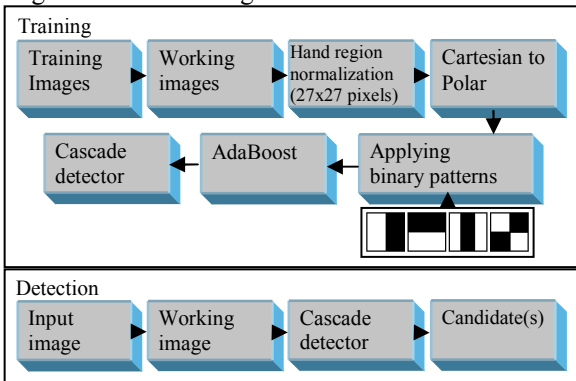 Training
Training
Images
Working
images
Hand region
normalization
(27x27 pixels)
Cartesian to
Polar
Cascade
detector
AdaBoost
Applying
binary patterns
Detection
Input
image
Working
image
Cascade
detector
Candidate(s)